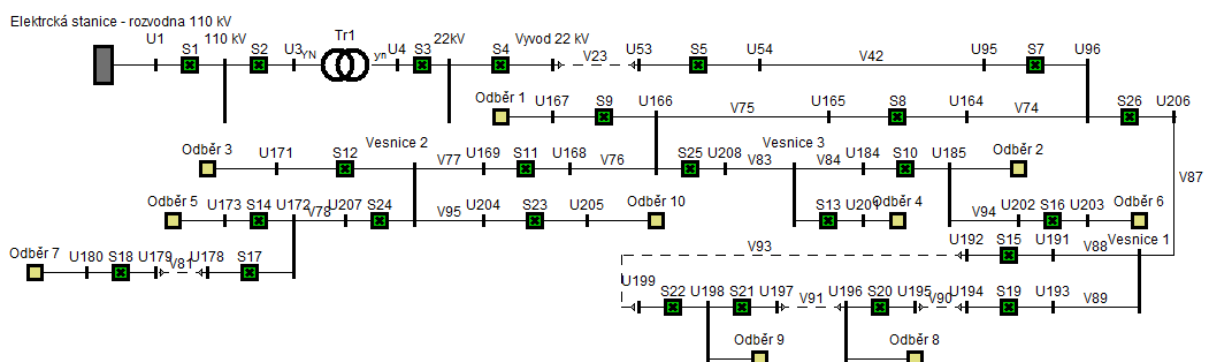 Elektrcká stanice - rozvodna 110 kV
U1 S1 110 kV S2 U3 YN Tr1 yn U4 S3 22kV S4 Vyvod 22 kV V23 U53 S5 U54 V42 U95 S7 U96
Odběr 1 U167 S9 U166 V75 U165 S8 U164 V74 S26 U206
Odběr 3 U171 S12 Vesnice 2 V77 U169 S11 U168 V76 S25 U208 V83 Vesnice 3 V84 U184 S10 U185 Odběr 2
V87
Odběr 5 U173 S14 U172 V78 U207 S24 V95 U204 S23 U205 Odběr 10 S13 U201 Odběr 4 V94 U202 S16 U203 Odběr 6
Odběr 7 U180 S18 U179 V81 U178 S17 V93 U192 S15 U191 V88 Vesnice 1
U199 S22 U198 S21 U197 V91 U196 S20 U195 V90 U194 S19 U193 V89
Odběr 9 Odběr 8